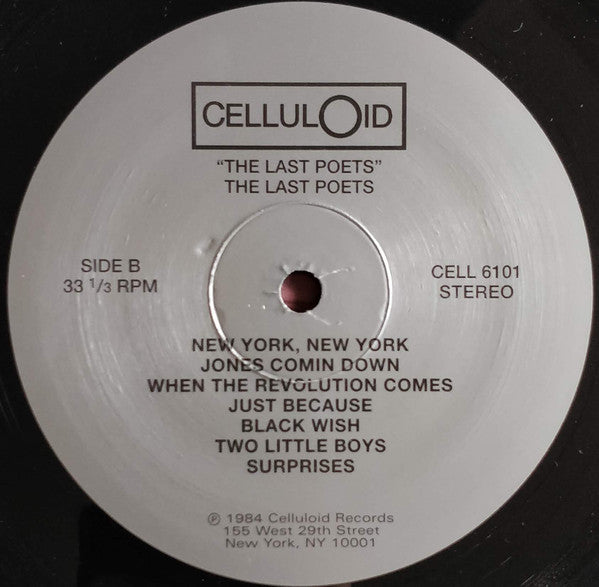 CELLULOID
"THE LAST POETS"
THE LAST POETS
SIDE B
33 1/3 RPM
CELL 6101
STEREO
NEW YORK, NEW YORK
JONES COMIN DOWN
WHEN THE REVOLUTION COMES
JUST BECAUSE
BLACK WISH
TWO LITTLE BOYS
SURPRISES
℗ 1984 Celluloid Records
155 West 29th Street
New York, NY 10001